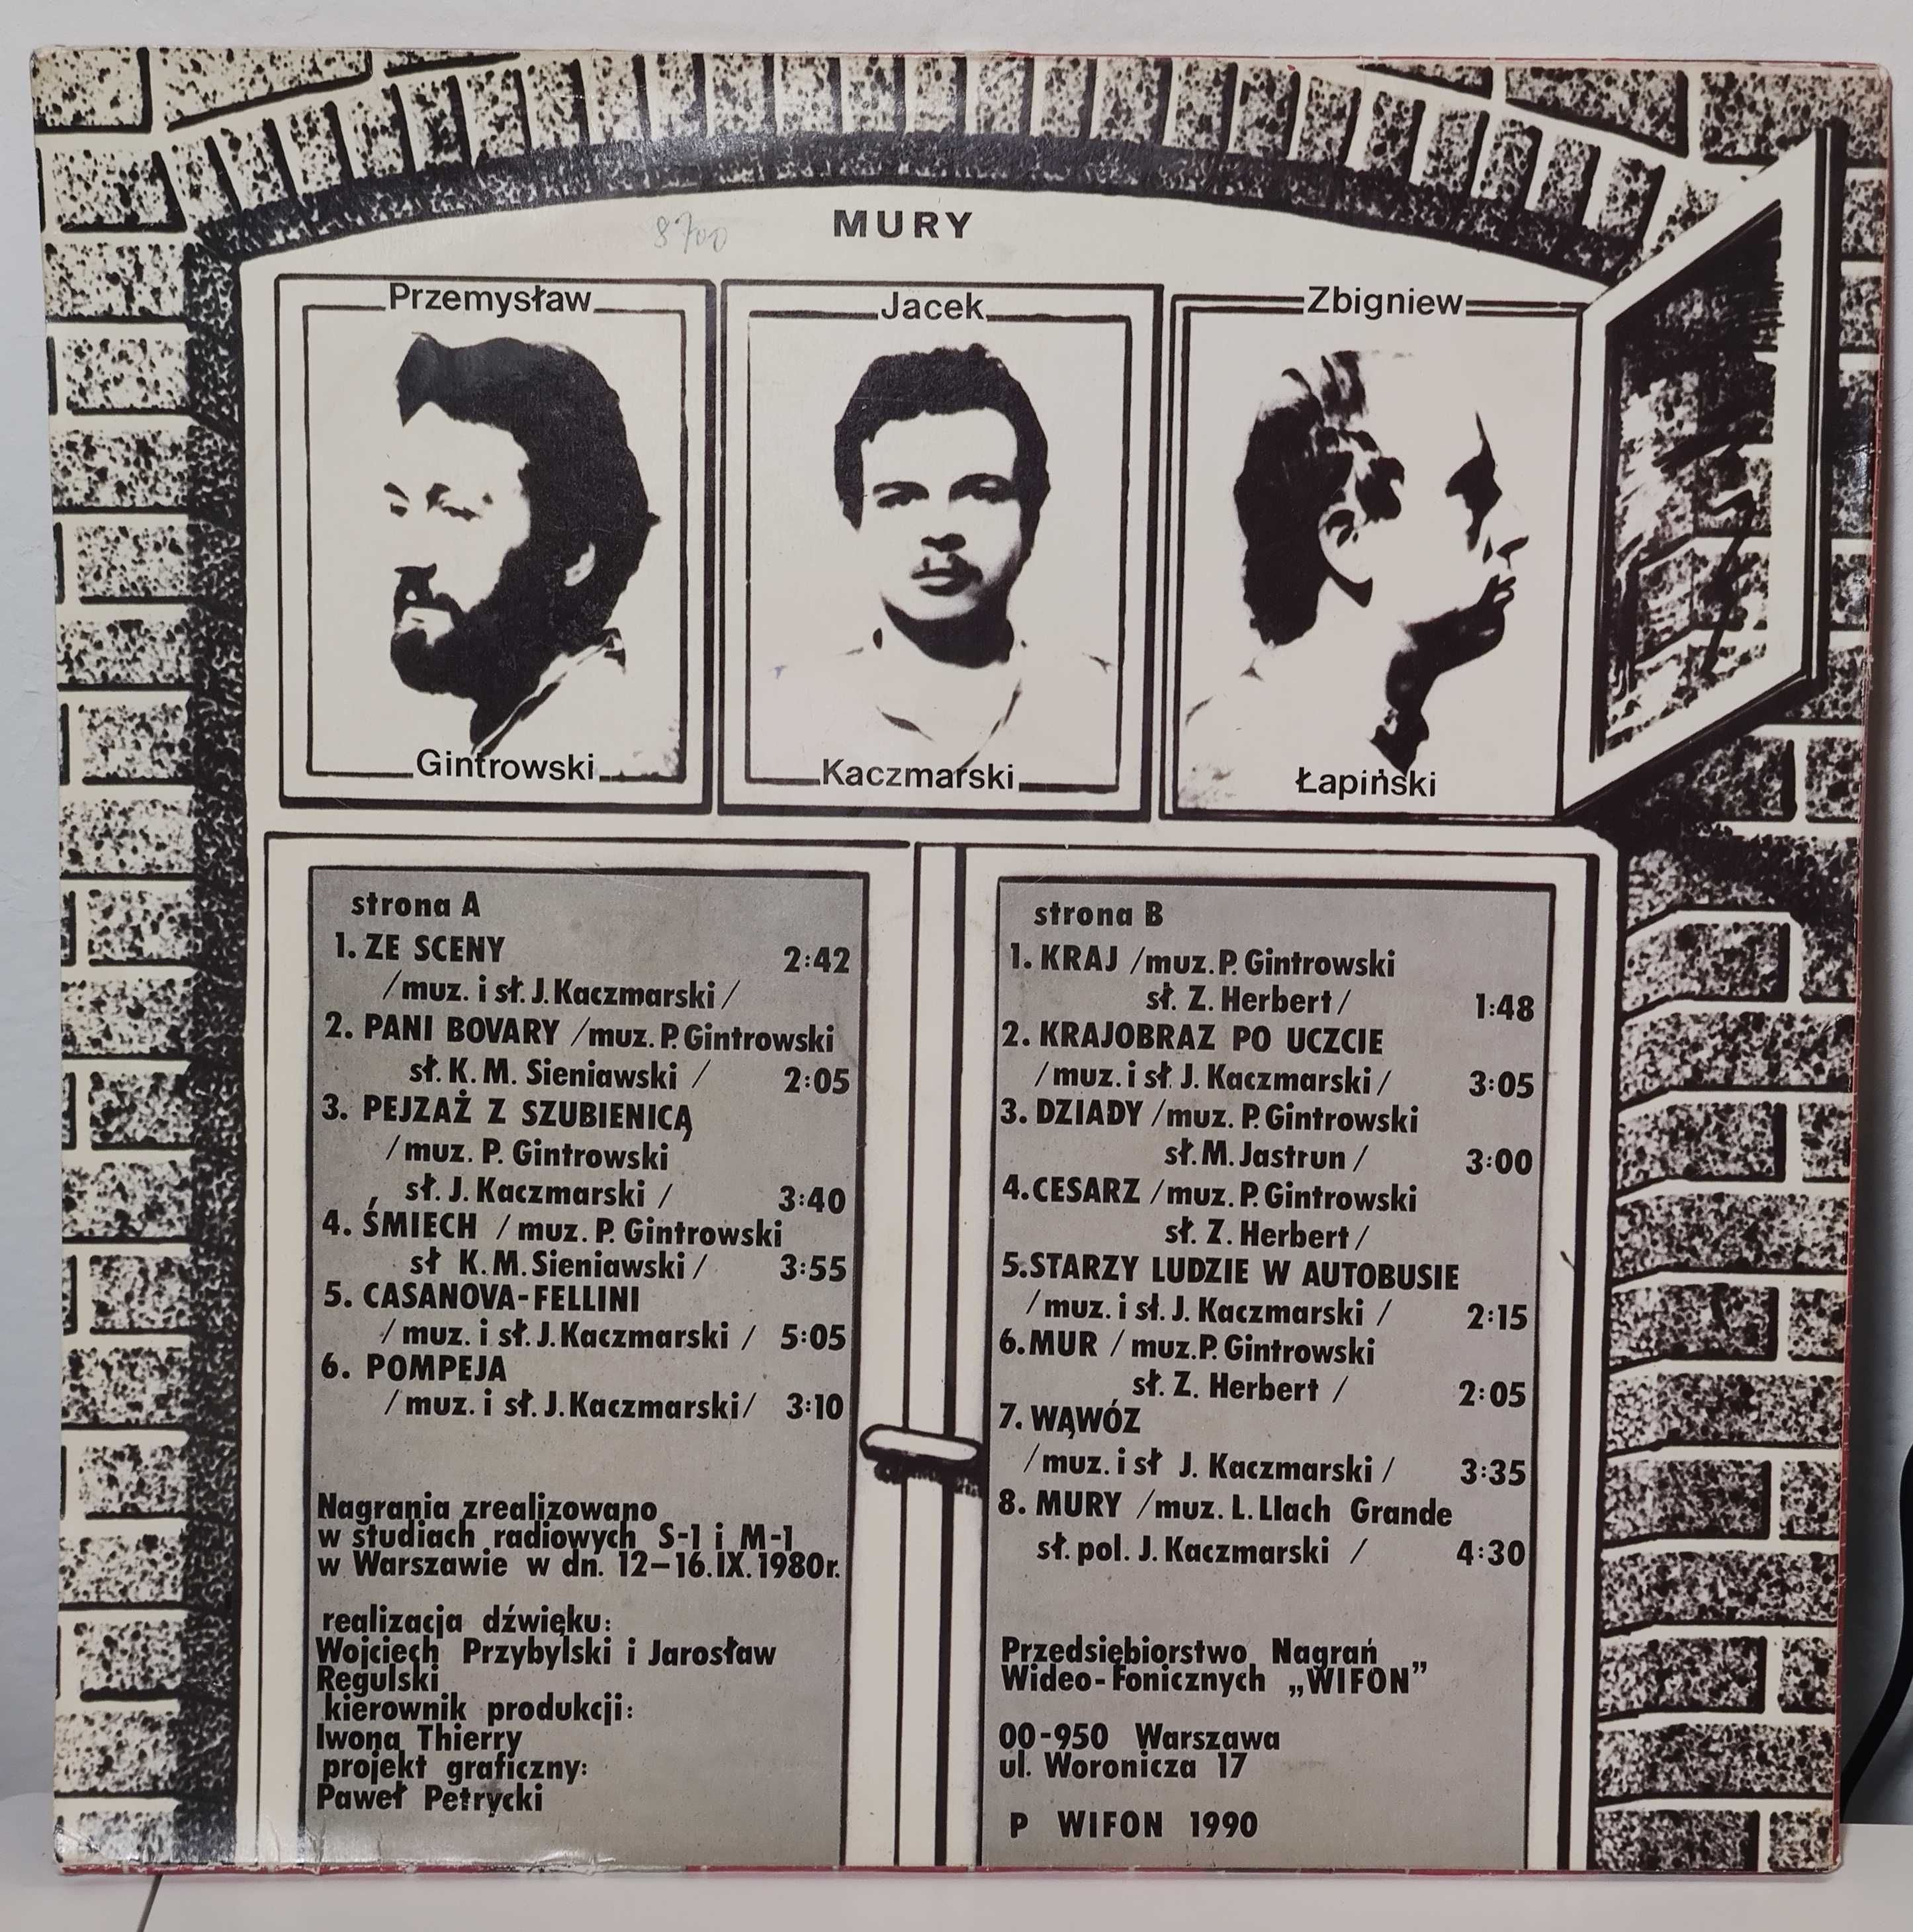 MURY
8700
Przemysław
Gintrowski
Jacek
Kaczmarski
Zbigniew
Łapiński
strona A
1. ZE SCENY 2:42
/muz. i sł. J. Kaczmarski/
2. PANI BOVARY /muz. P. Gintrowski
sł. K. M. Sieniawski / 2:05
3. PEJZAŻ Z SZUBIENICĄ
/muz. P. Gintrowski
sł. J. Kaczmarski / 3:40
4. ŚMIECH / muz. P. Gintrowski
sł K. M. Sieniawski / 3:55
5. CASANOVA-FELLINI
/muz. i sł. J. Kaczmarski / 5:05
6. POMPEJA
/muz. i sł. J. Kaczmarski/ 3:10
Nagrania zrealizowano
w studiach radiowych S-1 i M-1
w Warszawie w dn. 12–16.IX.1980r.
realizacja dźwięku:
Wojciech Przybylski i Jarosław
Regulski
kierownik produkcji:
Iwona Thierry
projekt graficzny:
Paweł Petrycki
strona B
1. KRAJ /muz. P. Gintrowski
sł. Z. Herbert/ 1:48
2. KRAJOBRAZ PO UCZCIE
/muz. i sł. J. Kaczmarski/ 3:05
3. DZIADY /muz. P. Gintrowski
sł. M. Jastrun / 3:00
4. CESARZ /muz. P. Gintrowski
sł. Z. Herbert/
5. STARZY LUDZIE W AUTOBUSIE
/muz. i sł. J. Kaczmarski / 2:15
6. MUR / muz. P. Gintrowski
sł. Z. Herbert / 2:05
7. WĄWÓZ
/muz. i sł J. Kaczmarski / 3:35
8. MURY /muz. L. Llach Grande
sł. pol. J. Kaczmarski / 4:30
Przedsiębiorstwo Nagrań
Wideo-Fonicznych „WIFON”
00-950 Warszawa
ul. Woronicza 17
P WIFON 1990